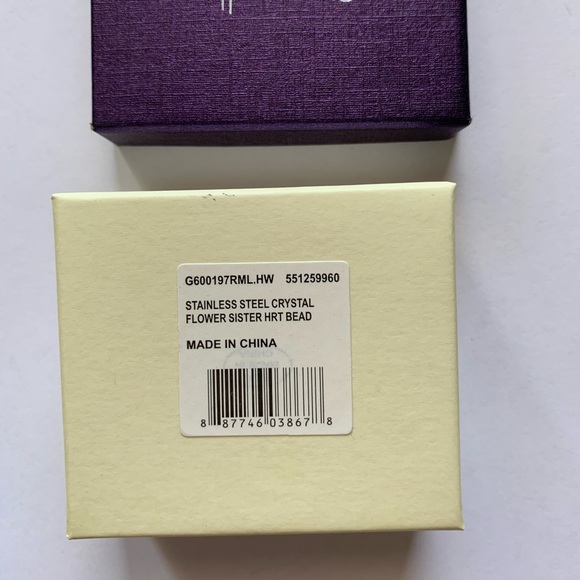 G600197RML.HW 551259960
STAINLESS STEEL CRYSTAL
FLOWER SISTER HRT BEAD
MADE IN CHINA
8 87746 03867 8